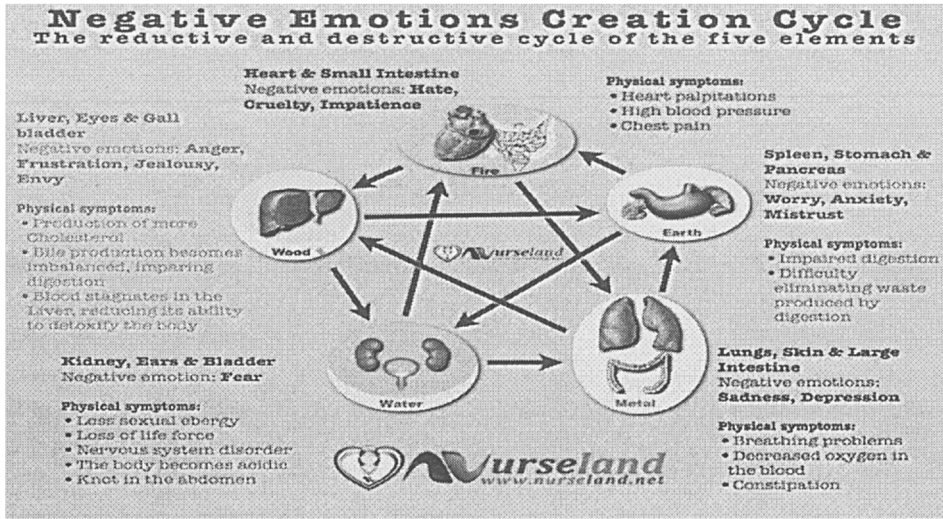 Negative Emotions Creation Cycle
The reductive and destructive cycle of the five elements
Heart & Small Intestine
Negative emotions: Hate,
Cruelty, Impatience
Physical symptoms:
• Heart palpitations
• High blood pressure
• Chest pain
Fire
Liver, Eyes & Gall
bladder
Negative emotions: Anger,
Frustration, Jealousy,
Envy
Physical symptoms:
• Production of more
Cholesterol
• Bile production becomes
imbalanced, imparing
digestion
• Blood stagnates in the
Liver, reducing its ability
to detoxify the body
Wood
Spleen, Stomach &
Pancreas
Negative emotions:
Worry, Anxiety,
Mistrust
Physical symptoms:
• Impaired digestion
• Difficulty
eliminating waste
produced by
digestion
Earth
Nurseland
Kidney, Ears & Bladder
Negative emotion: Fear
Physical symptoms:
• Less sexual ebergy
• Loss of life force
• Nervous system disorder
• The body becomes acidic
• Knot in the abdomen
Water
Metal
Lungs, Skin & Large
Intestine
Negative emotions:
Sadness, Depression
Physical symptoms:
• Breathing problems
• Decreased oxygen in
the blood
• Constipation
Nurseland
www.nurseland.net